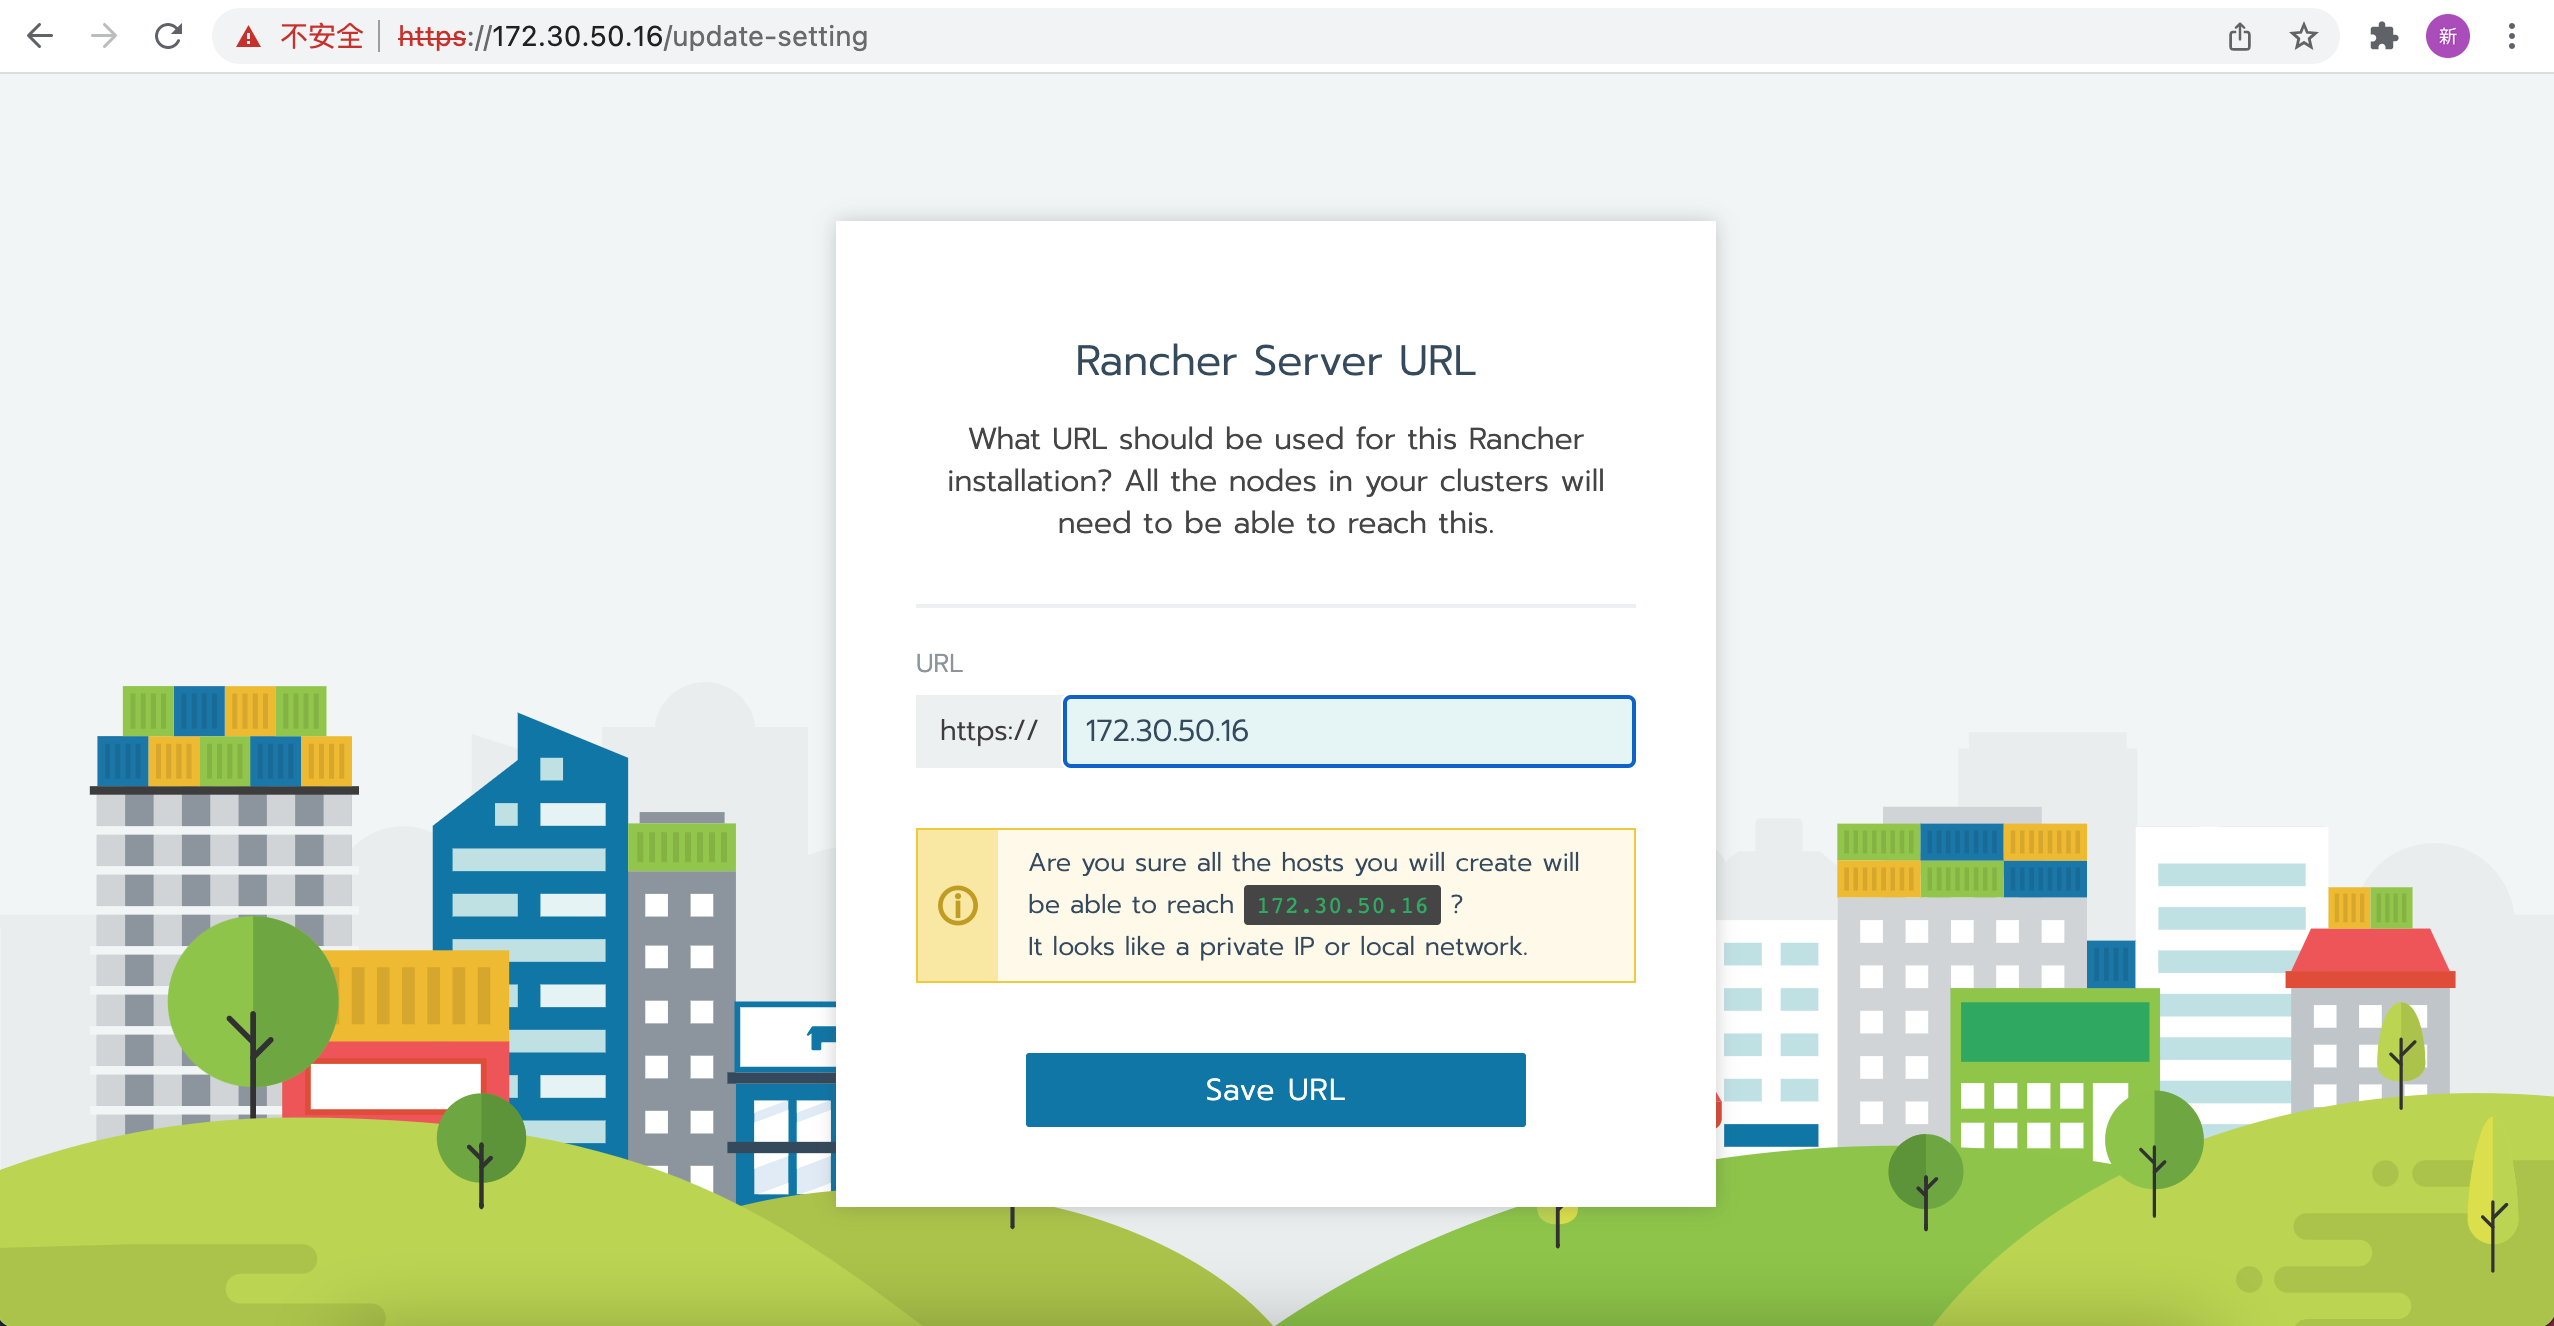 不安全 https://172.30.50.16/update-setting 新
Rancher Server URL
What URL should be used for this Rancher
installation? All the nodes in your clusters will
need to be able to reach this.
URL
https:// 172.30.50.16
Are you sure all the hosts you will create will
be able to reach 172.30.50.16 ?
It looks like a private IP or local network.
Save URL